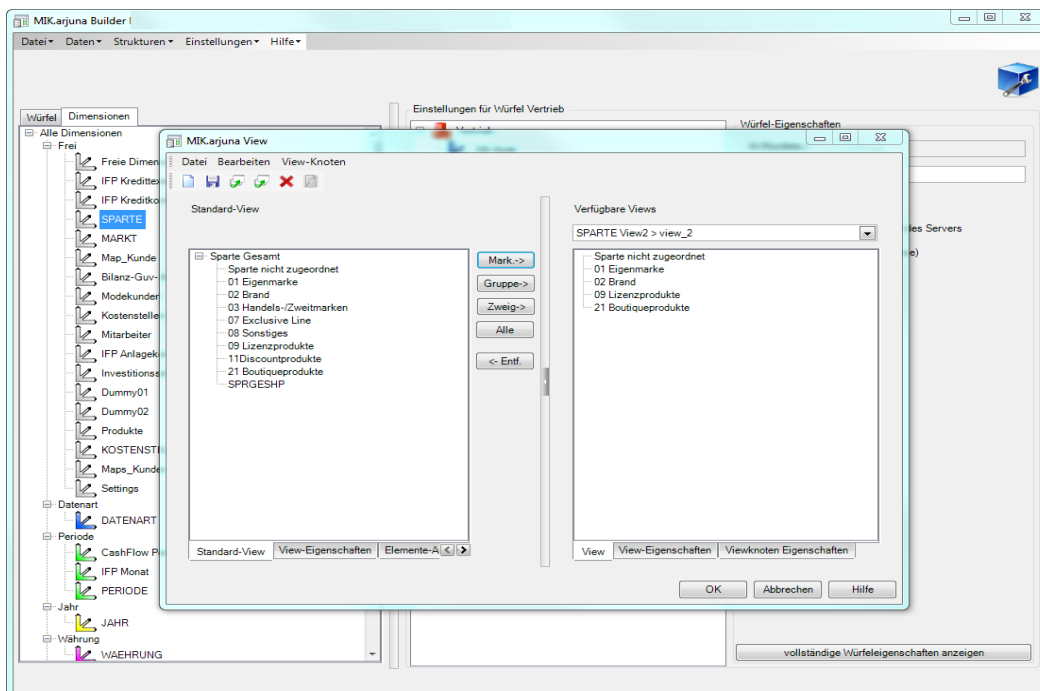 MIK.arjuna Builder
Datei Daten Strukturen Einstellungen Hilfe
Würfel Dimensionen
Alle Dimensionen
Frei
Freie Dimen
IFP Kredittex
IFP Kreditko
SPARTE
MARKT
Map_Kunde
Bilanz-Guv-
Modekunden
Kostenstelle
Mitarbeiter
IFP Anlagek
Investitionss
Dummy01
Dummy02
Produkte
KOSTENSTE
Maps_Kunde
Settings
Datenart
DATENART
Periode
CashFlow P
IFP Monat
PERIODE
Jahr
JAHR
Währung
WAEHRUNG
Einstellungen für Würfel Vertrieb
Vertrieb
Würfel-Eigenschaften
des Servers
e)
vollständige Würfeleigenschaften anzeigen
MIK.arjuna View
Datei Bearbeiten View-Knoten
Standard-View
Sparte Gesamt
Sparte nicht zugeordnet
01 Eigenmarke
02 Brand
03 Handels-/Zweitmarken
07 Exclusive Line
08 Sonstiges
09 Lizenzprodukte
11Discountprodukte
21 Boutiqueprodukte
SPRGESHP
Standard-View View-Eigenschaften Elemente-A
Mark.->
Gruppe->
Zweig->
Alle
<- Entf.
Verfügbare Views
SPARTE View2 > view_2
Sparte nicht zugeordnet
01 Eigenmarke
02 Brand
09 Lizenzprodukte
21 Boutiqueprodukte
View View-Eigenschaften Viewknoten Eigenschaften
OK Abbrechen Hilfe